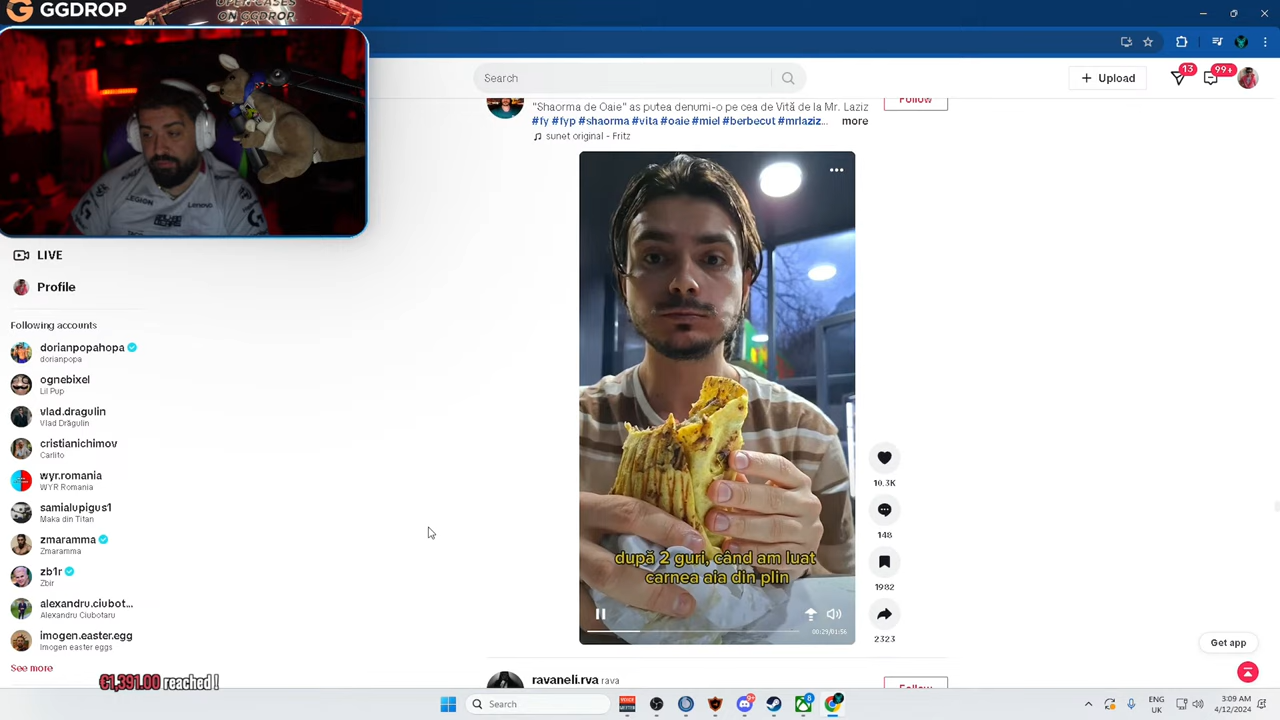 GGDROP
OPEN CASES
ON GGDROP
Search
Upload
13
99+
"Shaorma de Oaie" as putea denumi-o pe cea de Vită de la Mr. Laziz
#fy #fyp #shaorma #vita #oaie #miel #berbecut #mrlaziz... more
sunet original - Fritz
Follow
LEGION
Lenovo
LIVE
Profile
Following accounts
dorianpopahopa
dorianpopa
ognebixel
Lil Pup
vlad.dragulin
Vlad Drăgulin
cristianichimov
Carlito
wyr.romania
WYR Romania
samialupigus1
Maka din Titan
zmaramma
Zmaramma
zb1r
Zbir
alexandru.ciubot...
Alexandru Ciubotaru
imogen.easter.egg
Imogen easter eggs
See more
€1,391.00 reached !
după 2 guri, când am luat
carnea aia din plin
00:29/01:56
10.3K
148
1982
2323
ravaneli.rva rava
Follow
Get app
Search
ENG
UK
3:09 AM
4/12/2024